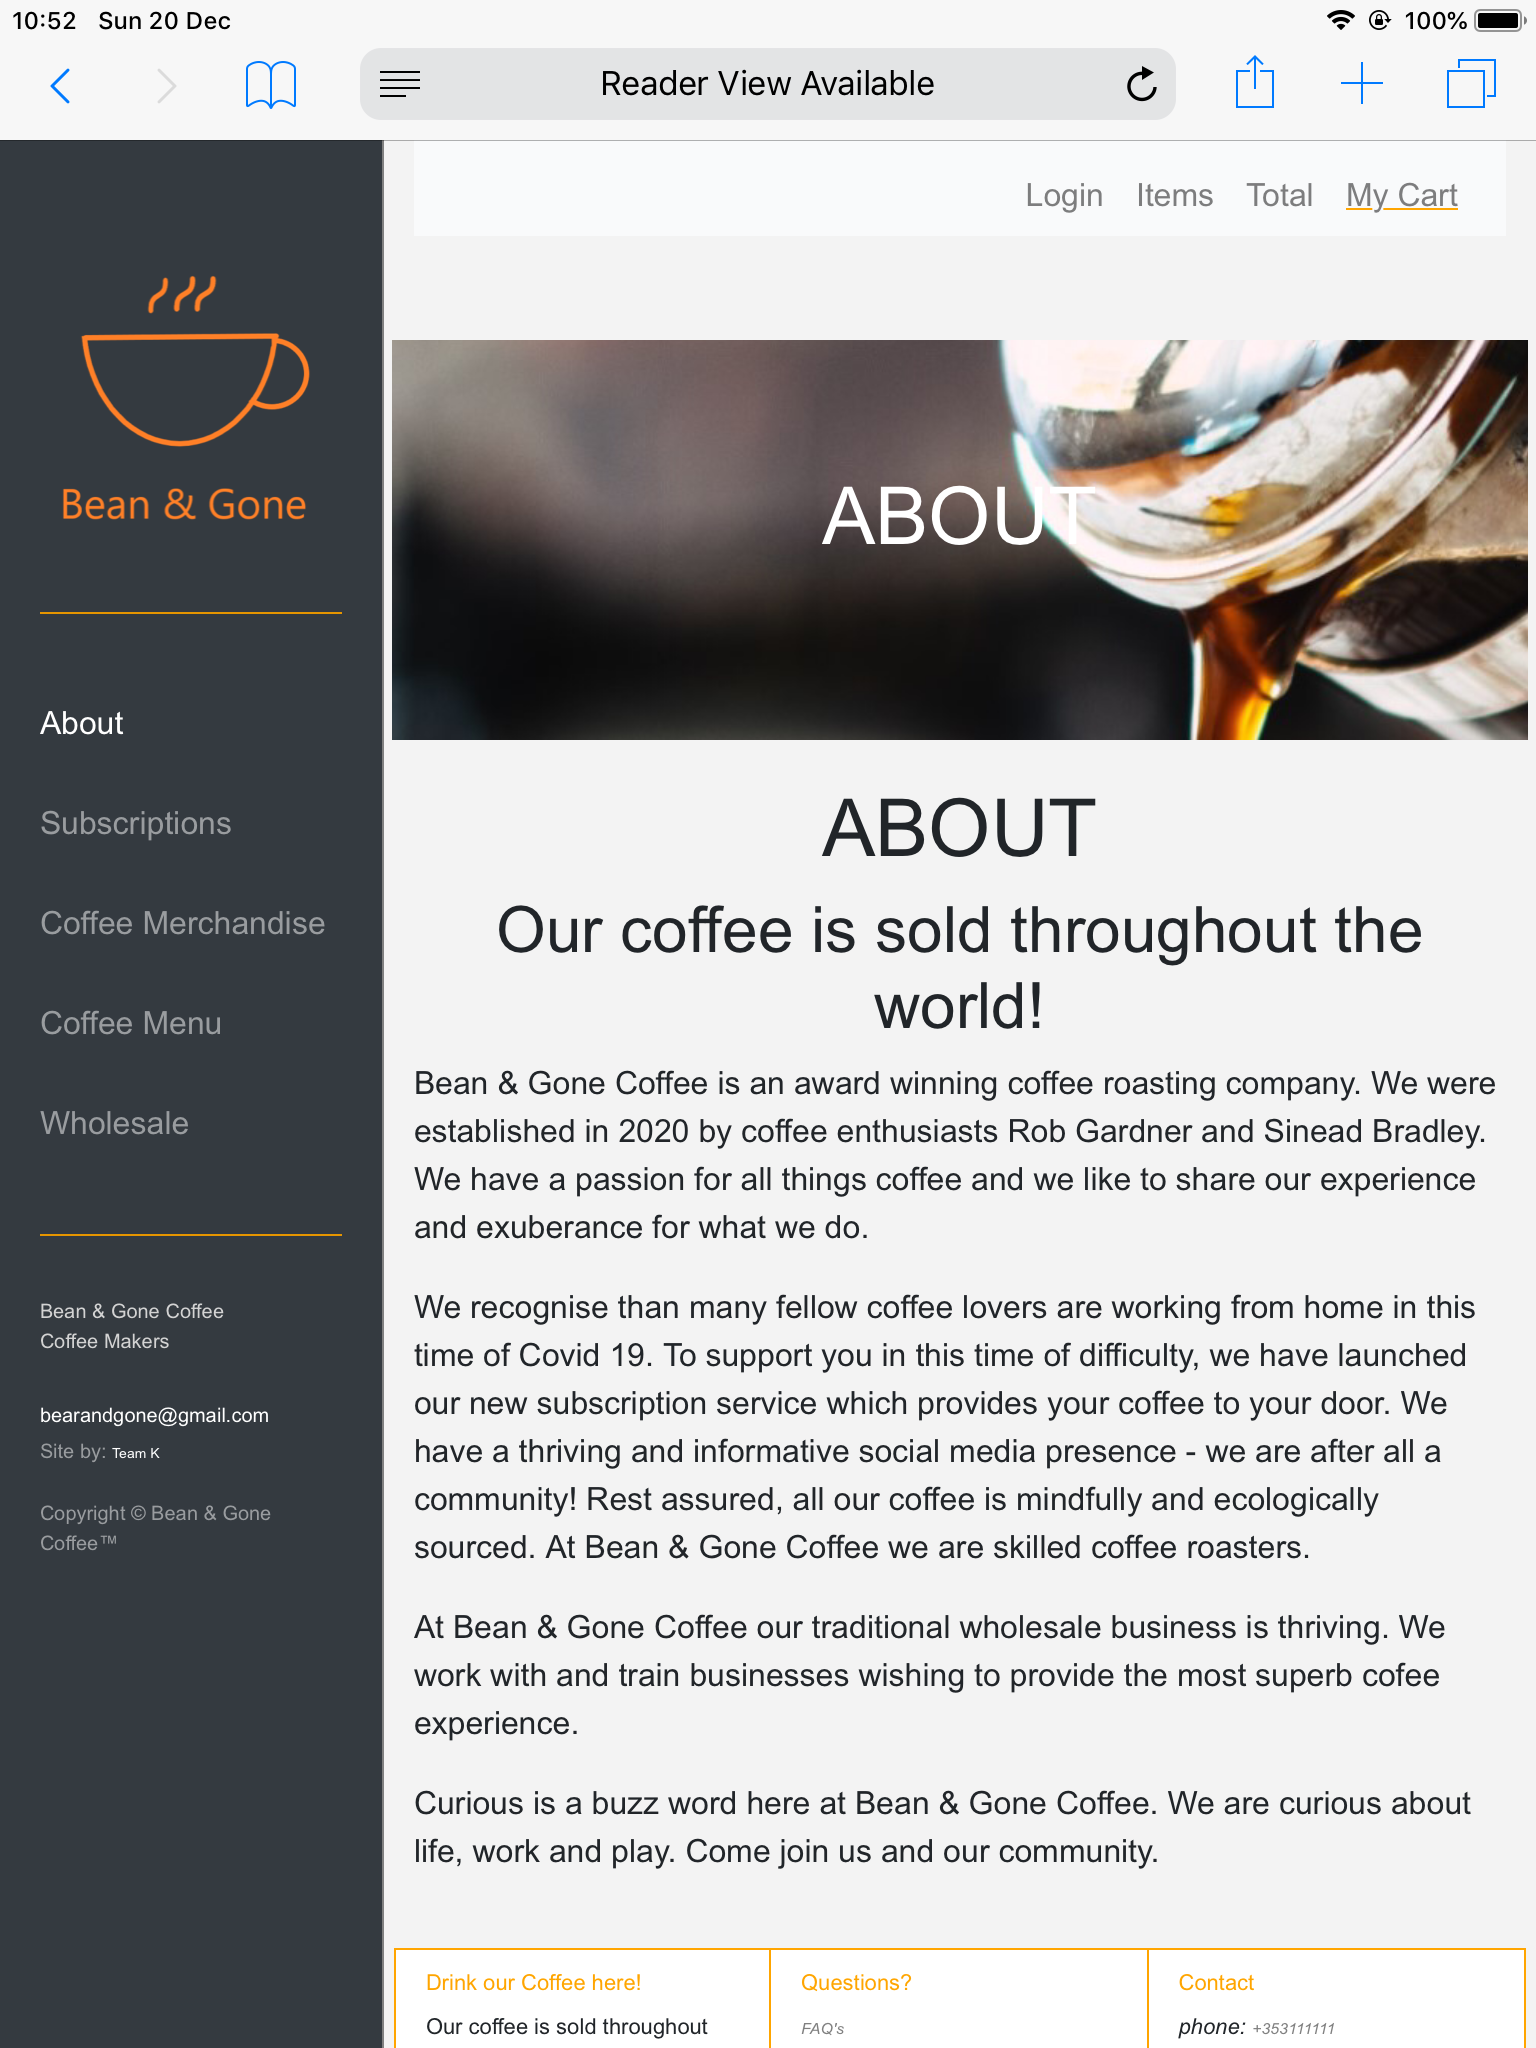 10:52 Sun 20 Dec 100%
Reader View Available
Login Items Total My Cart
Bean & Gone
About
Subscriptions
Coffee Merchandise
Coffee Menu
Wholesale
Bean & Gone Coffee
Coffee Makers
bearandgone@gmail.com
Site by: Team K
Copyright © Bean & Gone
Coffee™
ABOUT
ABOUT
Our coffee is sold throughout the
world!
Bean & Gone Coffee is an award winning coffee roasting company. We were
established in 2020 by coffee enthusiasts Rob Gardner and Sinead Bradley.
We have a passion for all things coffee and we like to share our experience
and exuberance for what we do.
We recognise than many fellow coffee lovers are working from home in this
time of Covid 19. To support you in this time of difficulty, we have launched
our new subscription service which provides your coffee to your door. We
have a thriving and informative social media presence - we are after all a
community! Rest assured, all our coffee is mindfully and ecologically
sourced. At Bean & Gone Coffee we are skilled coffee roasters.
At Bean & Gone Coffee our traditional wholesale business is thriving. We
work with and train businesses wishing to provide the most superb cofee
experience.
Curious is a buzz word here at Bean & Gone Coffee. We are curious about
life, work and play. Come join us and our community.
Drink our Coffee here!
Our coffee is sold throughout
Questions?
FAQ's
Contact
phone: +353111111